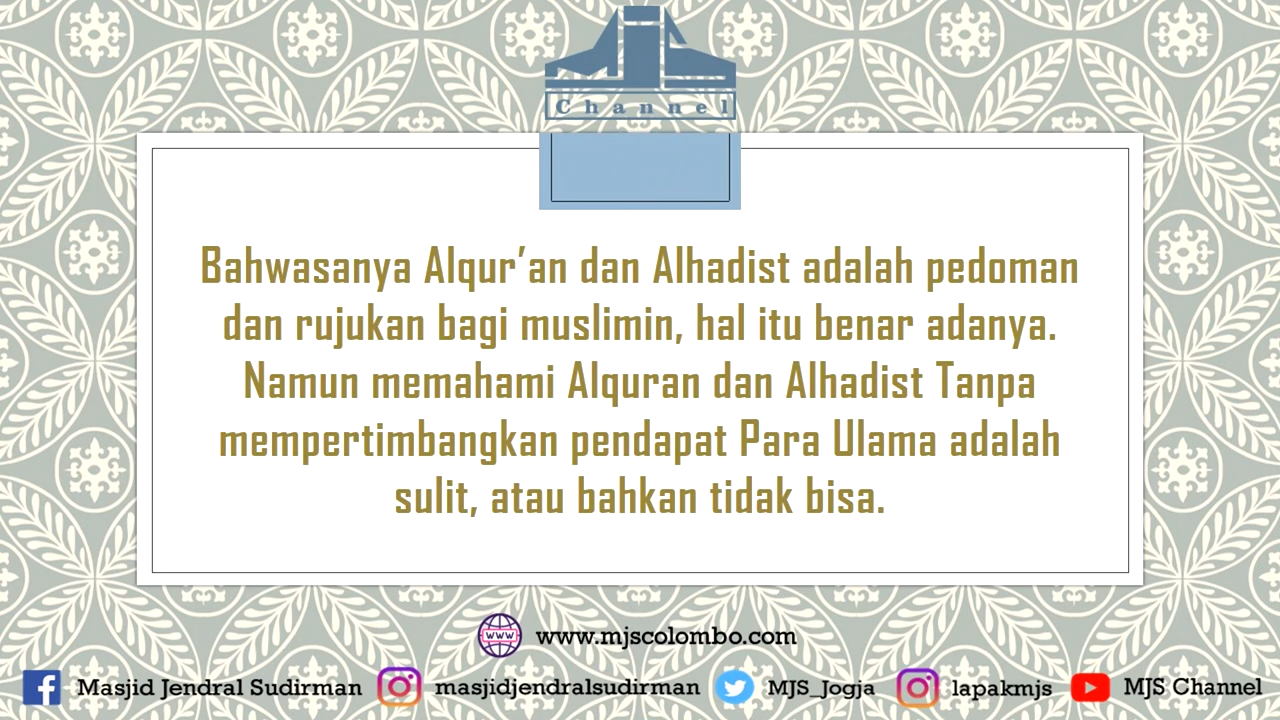 Channel
Bahwasanya Alqur’an dan Alhadist adalah pedoman
dan rujukan bagi muslimin, hal itu benar adanya.
Namun memahami Alquran dan Alhadist Tanpa
mempertimbangkan pendapat Para Ulama adalah
sulit, atau bahkan tidak bisa.
www www.mjscolombo.com
Masjid Jendral Sudirman masjidjendralsudirman MJS_Jogja lapakmjs MJS Channel